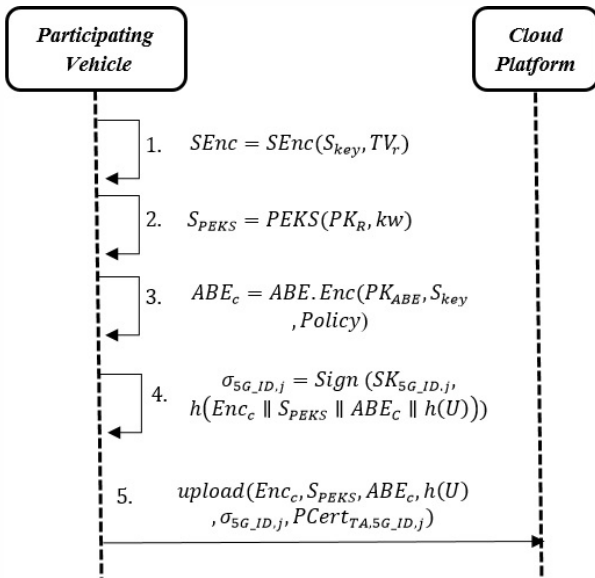 Participating
Vehicle
Cloud
Platform
1. SEnc = SEnc(S_key, TV_r)
2. S_PEKS = PEKS(PK_R, kw)
3. ABE_c = ABE.Enc(PK_ABE, S_key
, Policy)
4. σ_5G_ID,j = Sign (SK_5G_ID,j,
h(Enc_c ∥ S_PEKS ∥ ABE_C ∥ h(U)))
5. upload(Enc_c, S_PEKS, ABE_c, h(U)
, σ_5G_ID,j, PCert_TA,5G_ID,j)